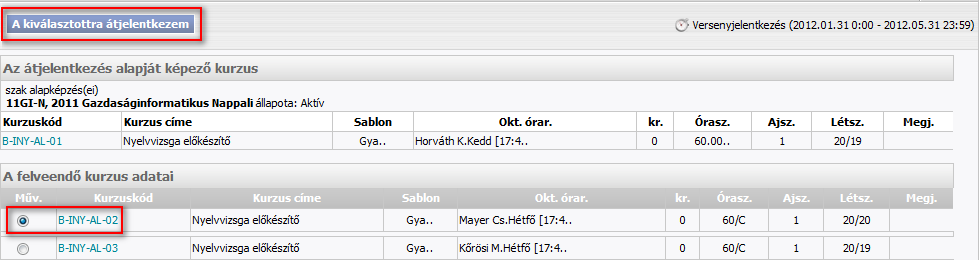 A kiválasztottra átjelentkezem
Versenyjelentkezés (2012.01.31 0:00 - 2012.05.31 23:59)
Az átjelentkezés alapját képező kurzus
szak alapképzés(ei)
11GI-N, 2011 Gazdaságinformatikus Nappali állapota: Aktív
Kurzuskód Kurzus címe Sablon Okt. órar. kr. Órasz. Ajsz. Létsz. Megj.
B-INY-AL-01 Nyelvvizsga előkészítő Gya.. Horváth K.Kedd [17:4.. 0 60.00.. 1 20/19
A felveendő kurzus adatai
Műv. Kurzuskód Kurzus címe Sablon Okt. órar. kr. Órasz. Ajsz. Létsz. Megj.
B-INY-AL-02 Nyelvvizsga előkészítő Gya.. Mayer Cs.Hétfő [17:4.. 0 60/C 1 20/20
B-INY-AL-03 Nyelvvizsga előkészítő Gya.. Kőrösi M.Hétfő [17:4.. 0 60/C 1 20/19